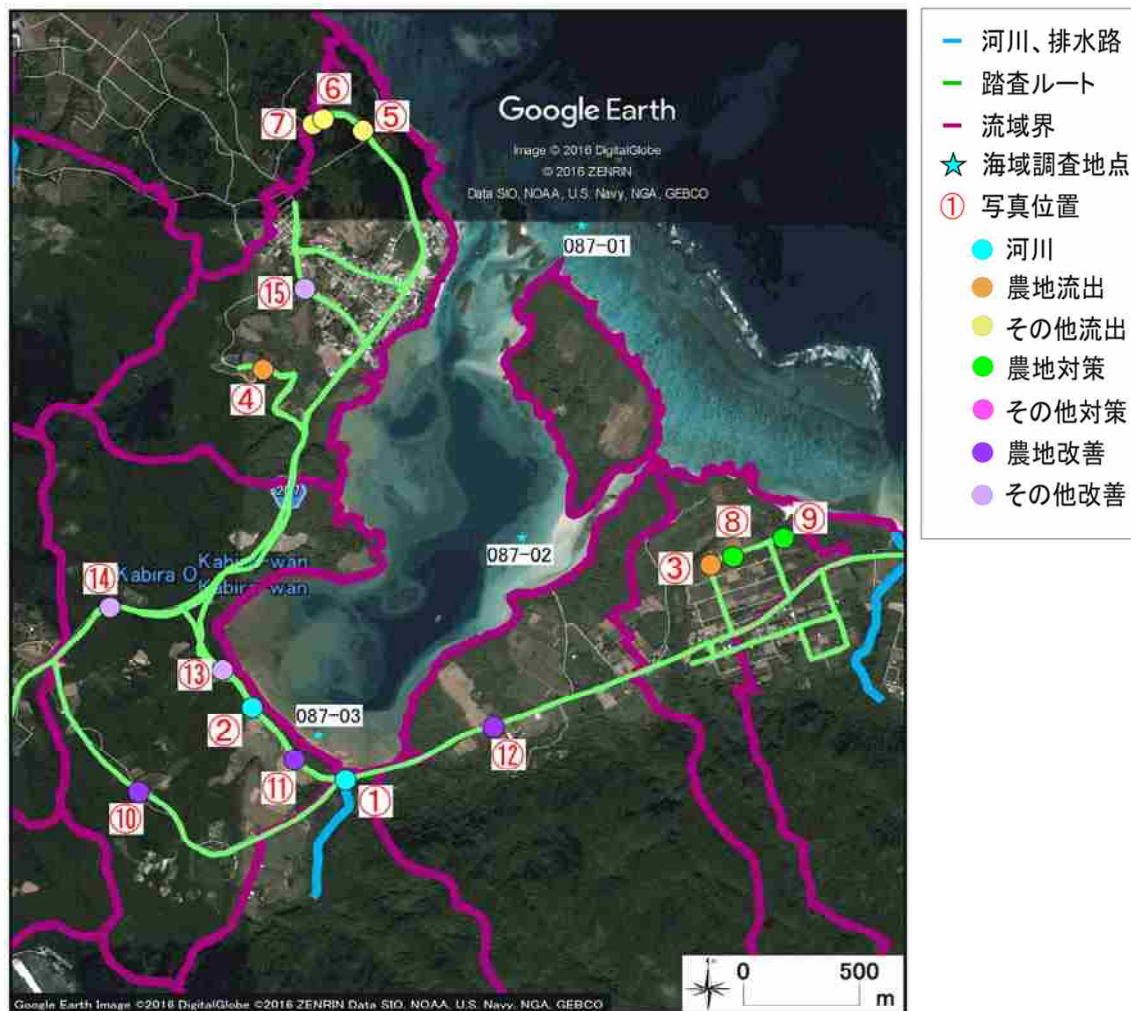 ⑥
⑦
⑤
Google Earth
Image © 2016 DigitalGlobe
© 2016 ZENRIN
Data SIO, NOAA, U.S. Navy, NGA, GEBCO
087-01
⑮
④
087-02
③
⑧
⑨
Kabira-wan
Kabira O
Kabira-wan
⑭
⑬
②
087-03
⑪
①
⑫
⑩
0 500
m
Google Earth Image ©2016 DigitalGlobe ©2016 ZENRIN Data SIO, NOAA, U.S. Navy, NGA, GEBCO
河川、排水路
踏査ルート
流域界
海域調査地点
① 写真位置
河川
農地流出
その他流出
農地対策
その他対策
農地改善
その他改善